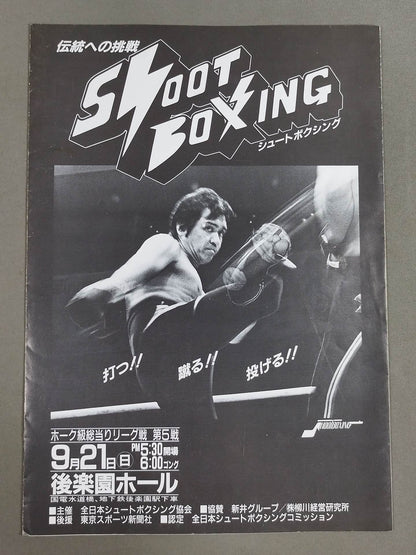 伝統への挑戦
SHOOT
BOXING
シュートボクシング
打つ!! 蹴る!! 投げる!!
ホーク級総当りリーグ戦 第5戦
9月21日(日) PM 5:30開場
6:00ゴング
後楽園ホール
国電水道橋、地下鉄後楽園駅下車
■主催 全日本シュートボクシング協会 ■協賛 新井グループ/㈱柳川経営研究所
■後援 東京スポーツ新聞社 ■認定 全日本シュートボクシングコミッション